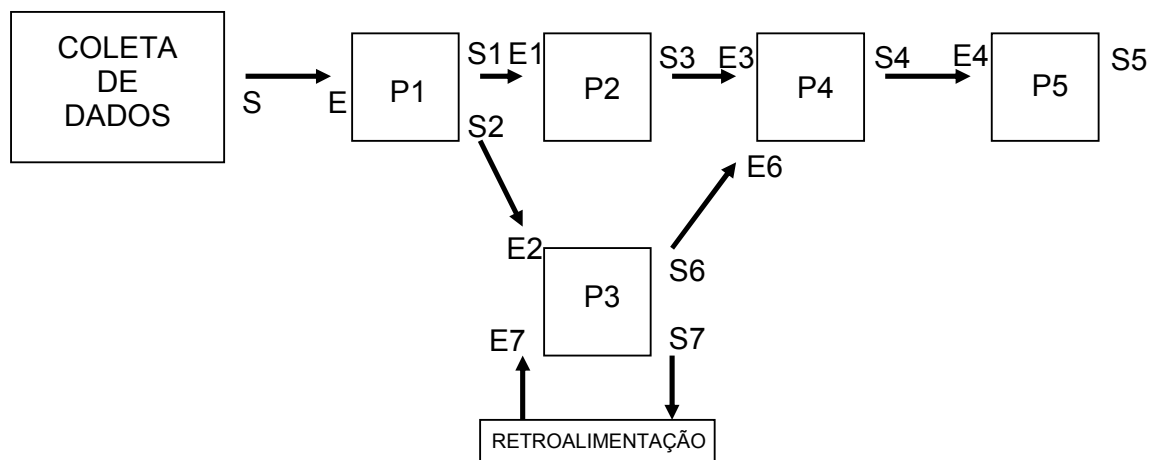 COLETA
DE
DADOS
S
E
P1
S1
E1
S2
P2
S3
E3
P4
S4
E4
P5
S5
E6
E2
P3
S6
E7
S7
RETROALIMENTAÇÃO